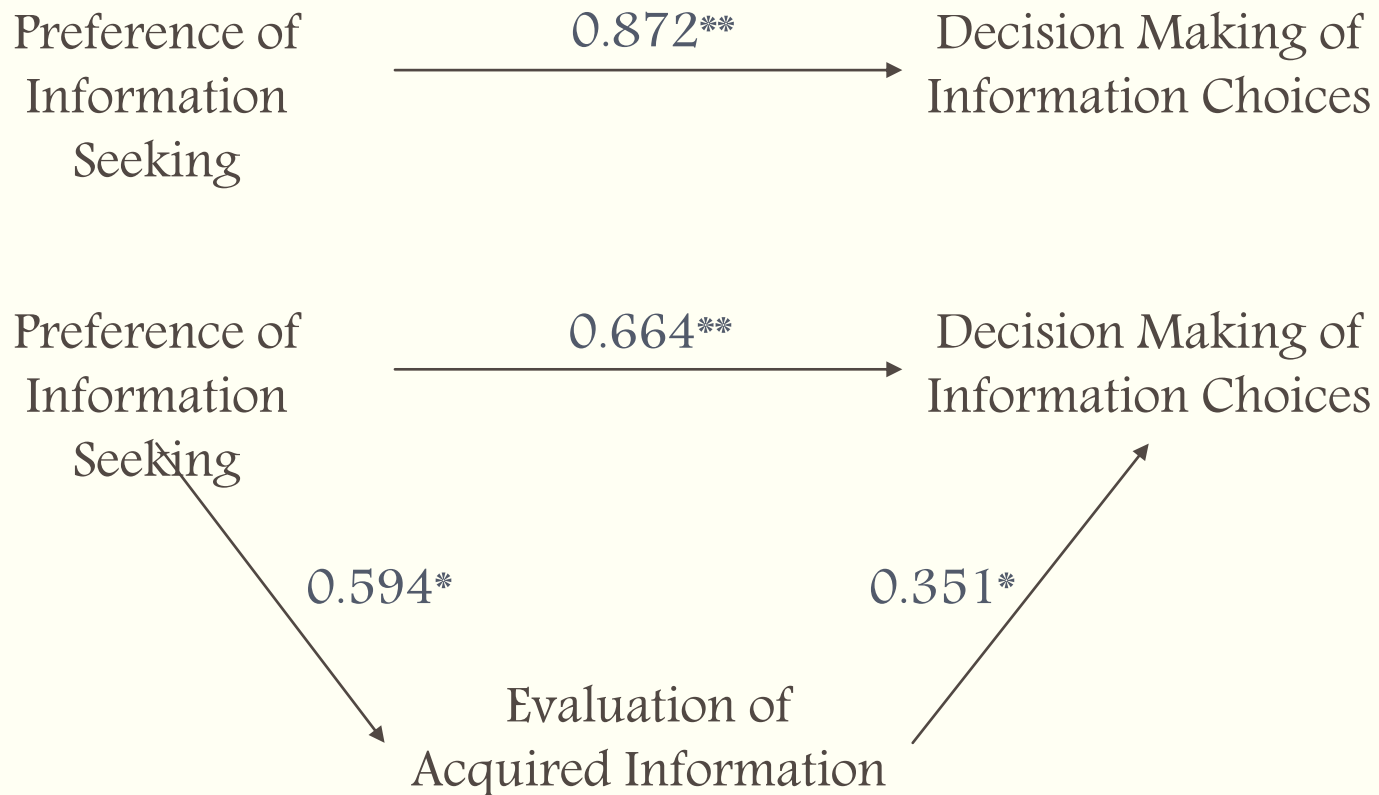 Preference of
Information
Seeking
0.872**
Decision Making of
Information Choices
Preference of
Information
Seeking
0.664**
Decision Making of
Information Choices
0.594*
0.351*
Evaluation of
Acquired Information